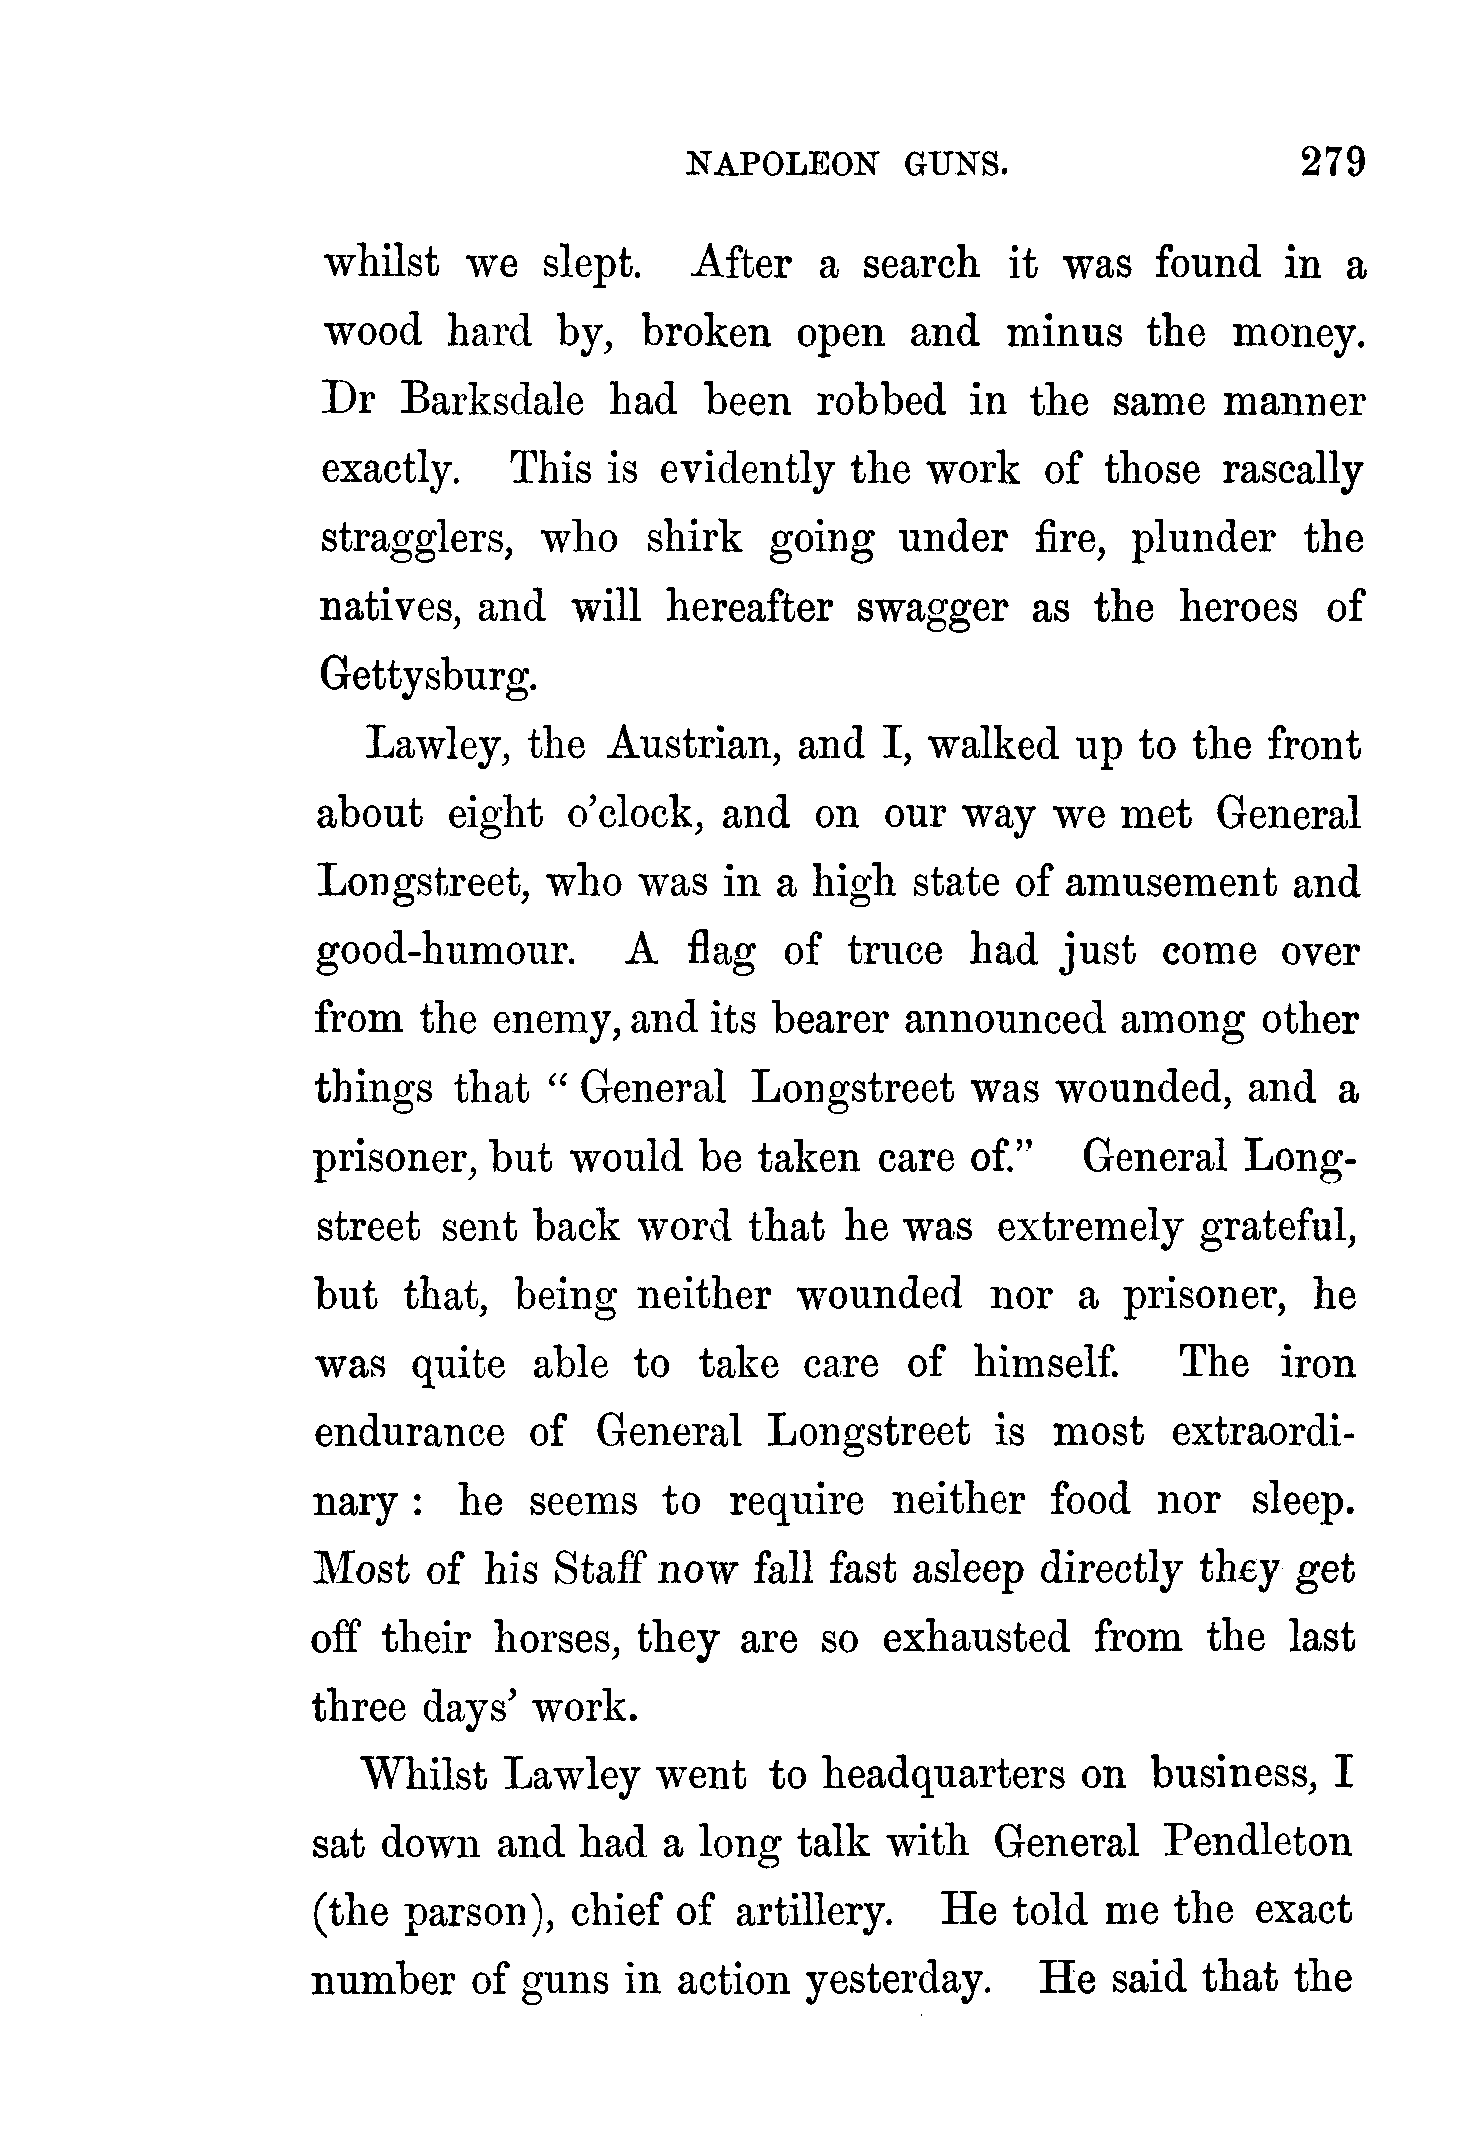 NAPOLEON GUNS. 279
whilst we slept. After a search it was found in a
wood hard by, broken open and minus the money.
Dr Barksdale had been robbed in the same manner
exactly. This is evidently the work of those rascally
stragglers, who shirk going under fire, plunder the
natives, and will hereafter swagger as the heroes of
Gettysburg.
Lawley, the Austrian, and I, walked up to the front
about eight o'clock, and on our way we met General
Longstreet, who was in a high state of amusement and
good-humour. A flag of truce had just come over
from the enemy, and its bearer announced among other
things that “ General Longstreet was wounded, and a
prisoner, but would be taken care of.” General Long-
street sent back word that he was extremely grateful,
but that, being neither wounded nor a prisoner, he
was quite able to take care of himself. The iron
endurance of General Longstreet is most extraordi-
nary : he seems to require neither food nor sleep.
Most of his Staff now fall fast asleep directly they get
off their horses, they are so exhausted from the last
three days' work.
Whilst Lawley went to headquarters on business, I
sat down and had a long talk with General Pendleton
(the parson), chief of artillery. He told me the exact
number of guns in action yesterday. He said that the